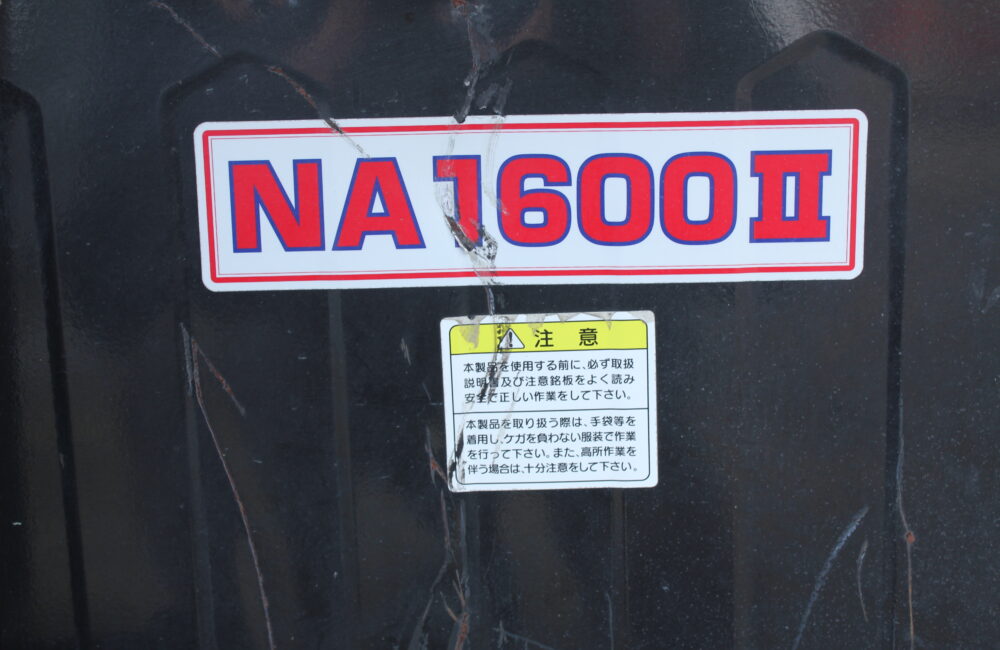 NA1600Ⅱ
注意
本製品を使用する前に、必ず取扱
説明書及び注意銘板をよく読み
安全で正しい作業をして下さい。
本製品を取り扱う際は、手袋等を
着用し、ケガを負わない服装で作業
を行って下さい。また、高所作業を
伴う場合は、十分注意をして下さい。